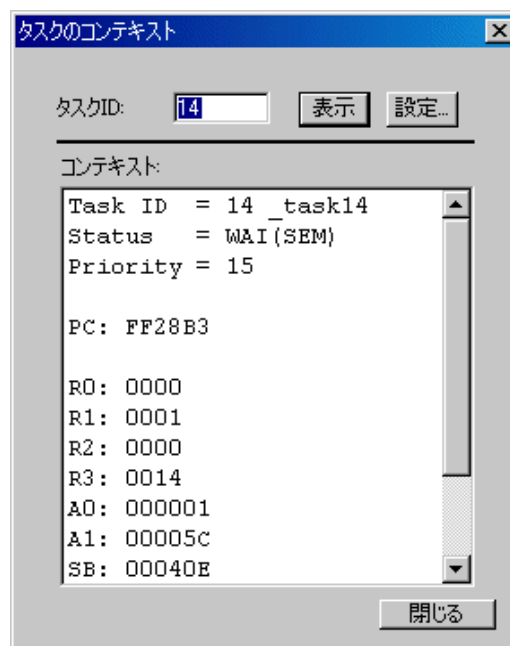 タスクのコンテキスト
タスクID: 14 表示 設定...
コンテキスト:
Task ID = 14 _task14
Status = WAI(SEM)
Priority = 15
PC: FF28B3
R0: 0000
R1: 0001
R2: 0000
R3: 0014
A0: 000001
A1: 00005C
SB: 00040E
閉じる